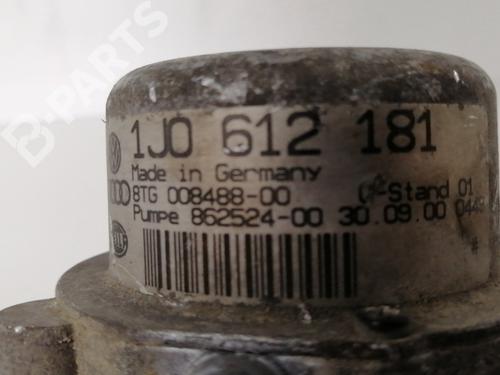 B-PARTS
1J0 612 181
Made in Germany
8TG 008488-00 Stand 01
Pumpe 862524-00 30.09.00